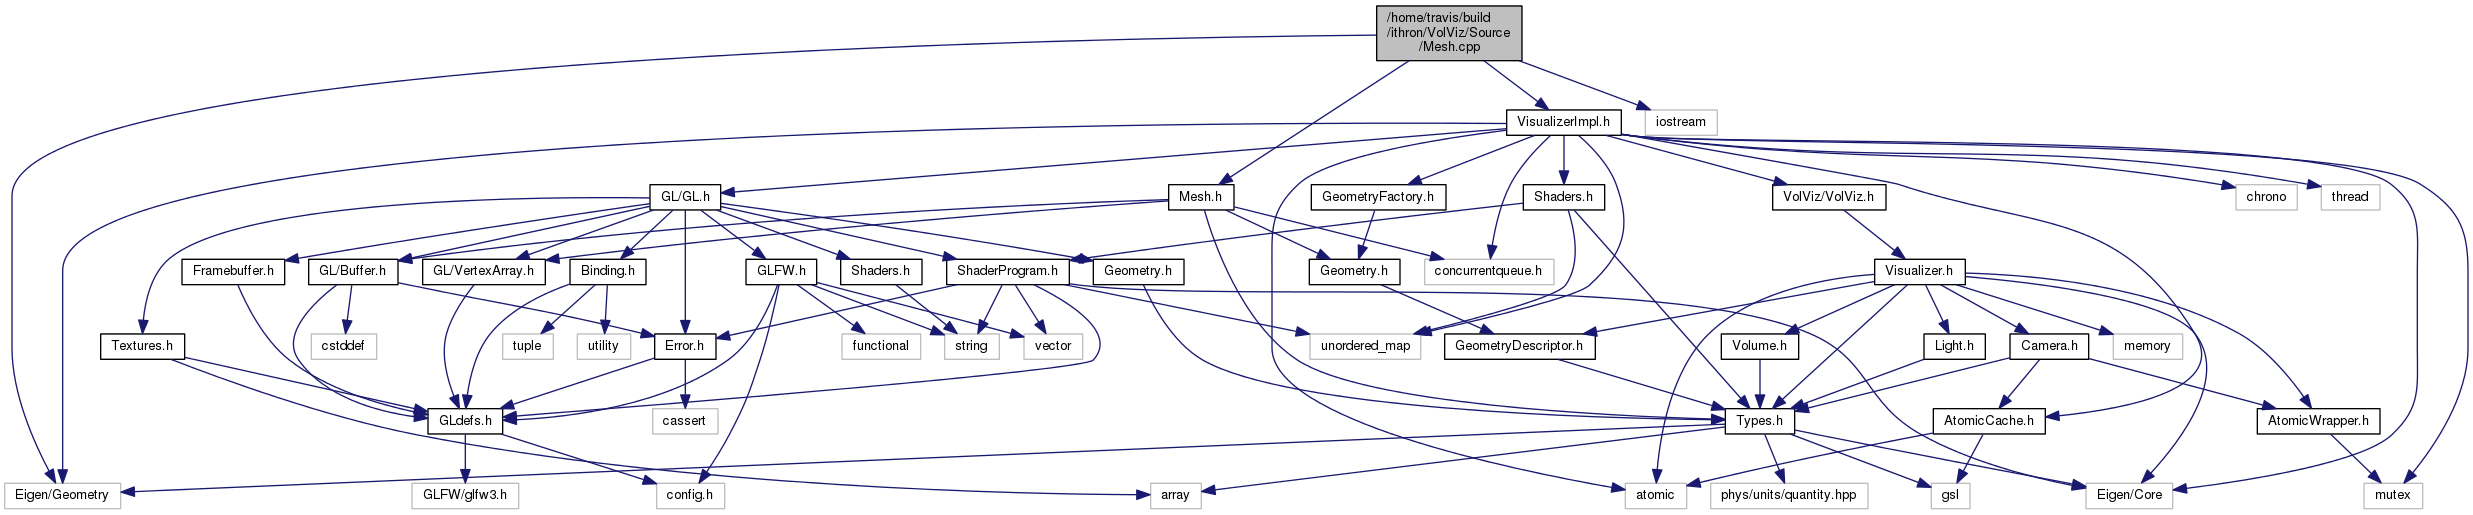 /home/travis/build
/ithron/VolViz/Source
/Mesh.cpp
VisualizerImpl.h
iostream
GL/GL.h
Mesh.h
GeometryFactory.h
Shaders.h
VolViz/VolViz.h
chrono
thread
Framebuffer.h
GL/Buffer.h
GL/VertexArray.h
Binding.h
GLFW.h
Shaders.h
ShaderProgram.h
Geometry.h
Geometry.h
concurrentqueue.h
Visualizer.h
Textures.h
cstddef
tuple
utility
Error.h
functional
string
vector
unordered_map
GeometryDescriptor.h
Volume.h
Light.h
Camera.h
memory
GLdefs.h
cassert
Types.h
AtomicCache.h
AtomicWrapper.h
Eigen/Geometry
GLFW/glfw3.h
config.h
array
atomic
phys/units/quantity.hpp
gsl
Eigen/Core
mutex